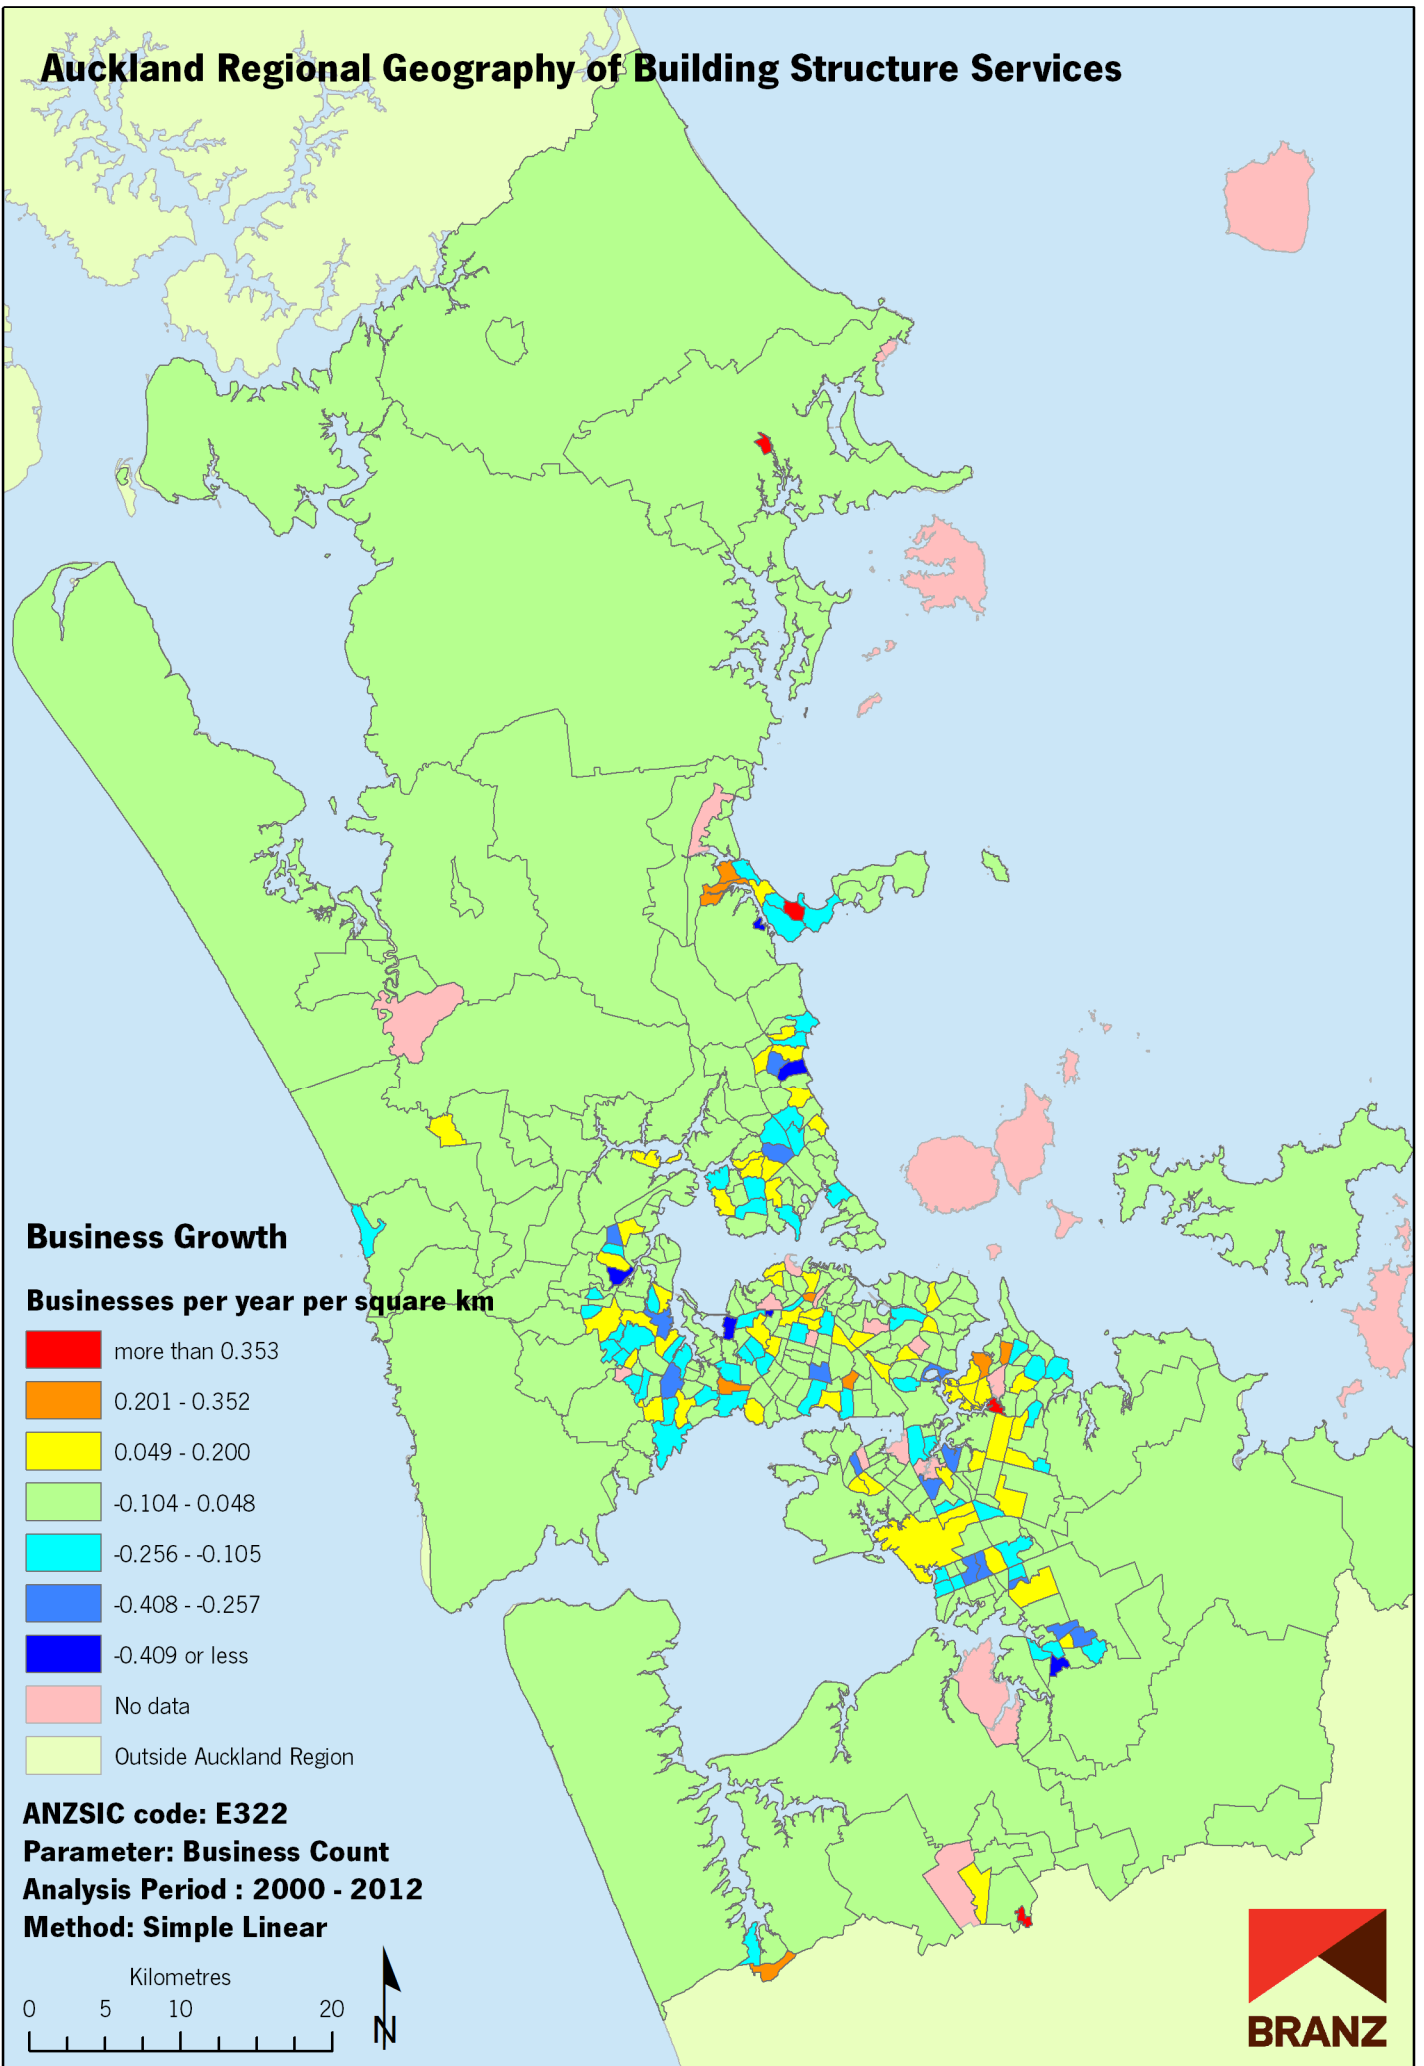 Auckland Regional Geography of Building Structure Services
Business Growth
Businesses per year per square km
more than 0.353
0.201 - 0.352
0.049 - 0.200
-0.104 - 0.048
-0.256 - -0.105
-0.408 - -0.257
-0.409 or less
No data
Outside Auckland Region
ANZSIC code: E322
Parameter: Business Count
Analysis Period : 2000 - 2012
Method: Simple Linear
Kilometres
0 5 10 20
N
BRANZ